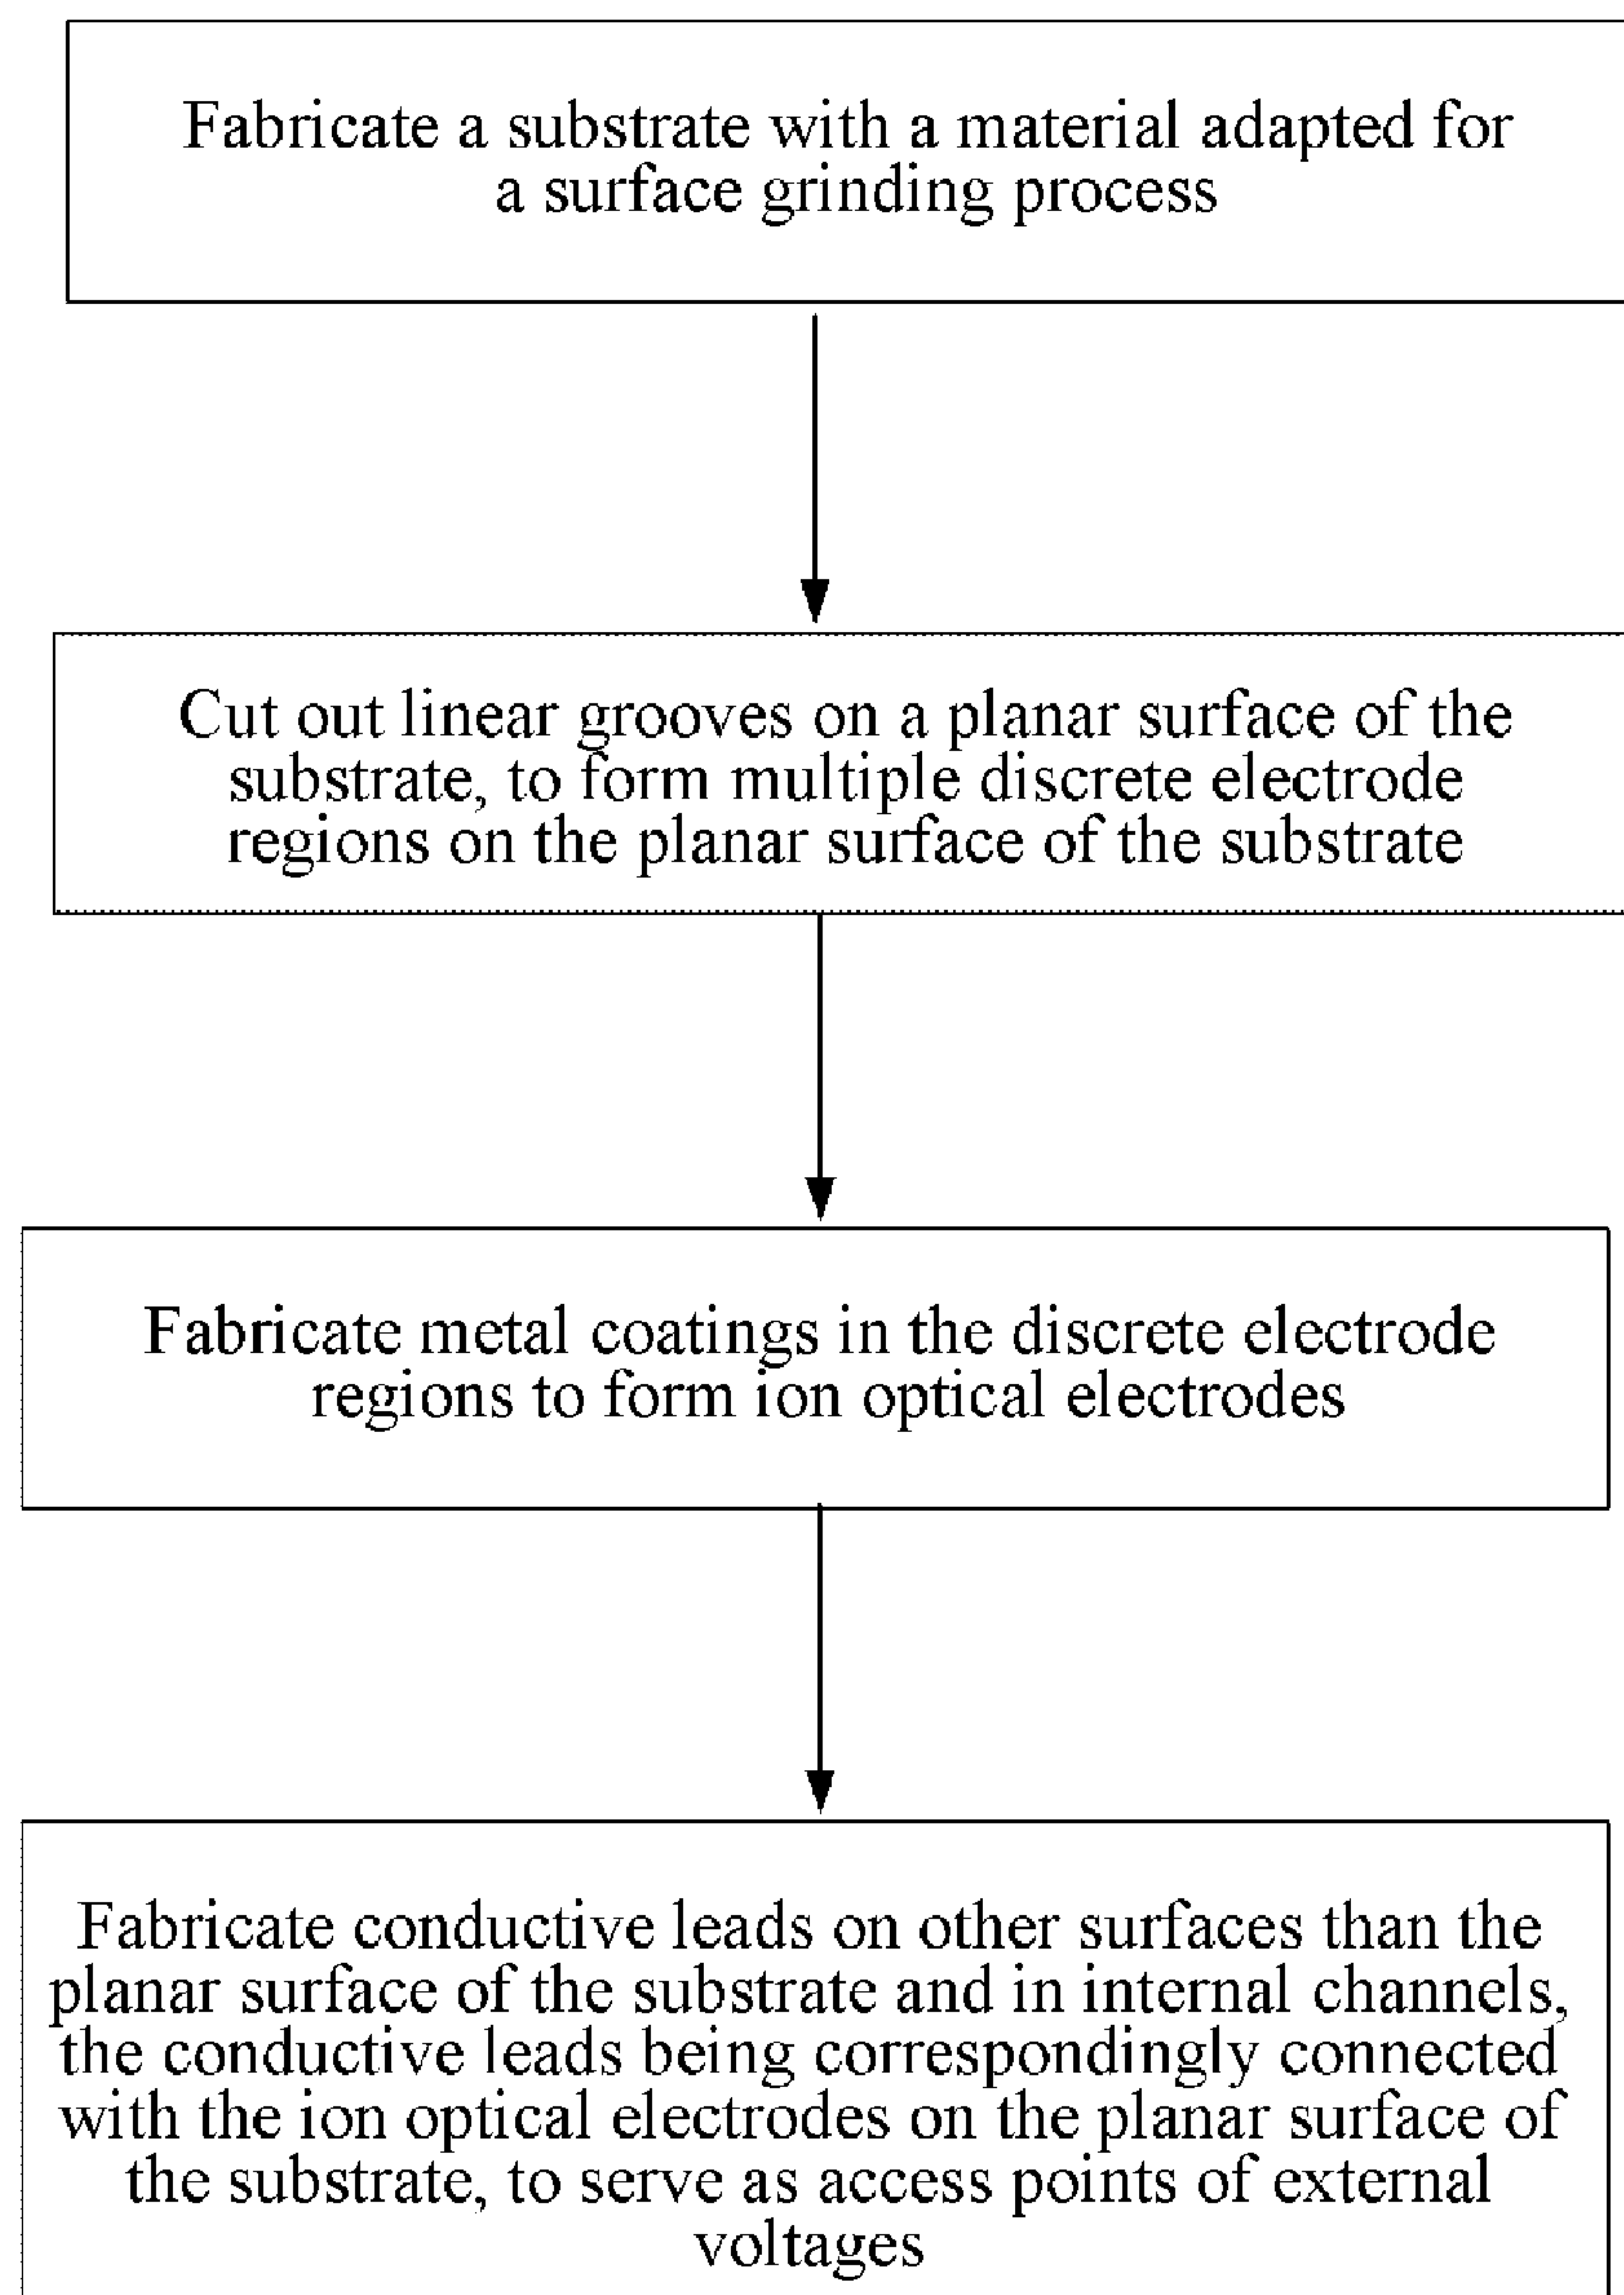 Fabricate a substrate with a material adapted for
a surface grinding process
Cut out linear grooves on a planar surface of the
substrate, to form multiple discrete electrode
regions on the planar surface of the substrate
Fabricate metal coatings in the discrete electrode
regions to form ion optical electrodes
Fabricate conductive leads on other surfaces than the
planar surface of the substrate and in internal channels,
the conductive leads being correspondingly connected
with the ion optical electrodes on the planar surface of
the substrate, to serve as access points of external
voltages